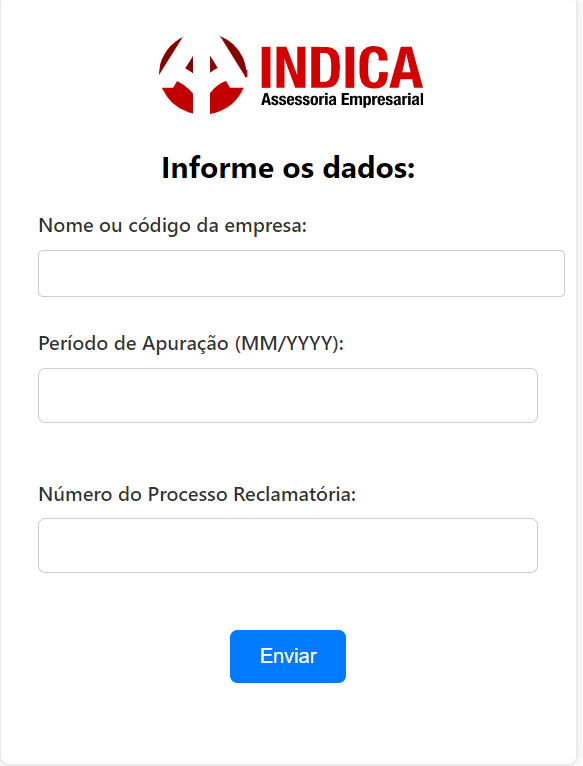 INDICA
Assessoria Empresarial
Informe os dados:
Nome ou código da empresa:
Período de Apuração (MM/YYYY):
Número do Processo Reclamatória:
Enviar